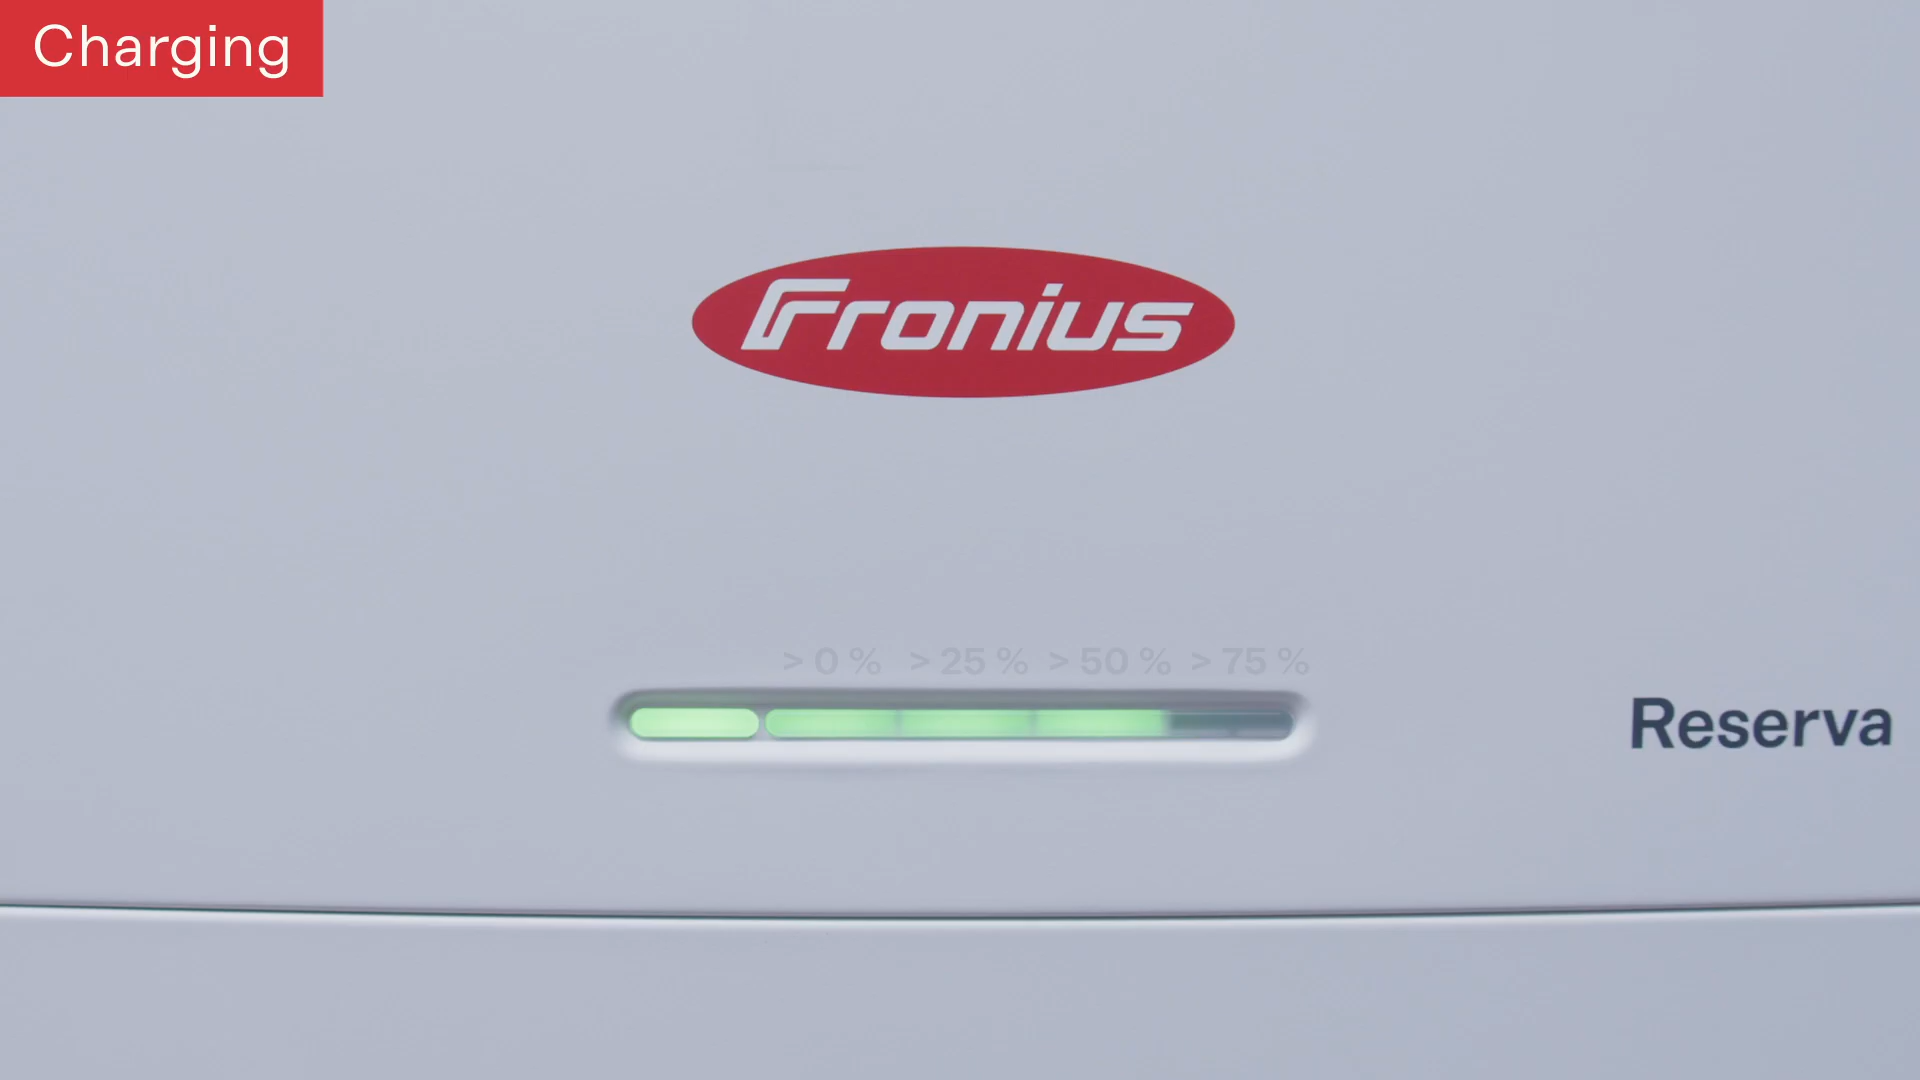 Charging
Fronius
> 0 % > 25 % > 50 % > 75 %
Reserva